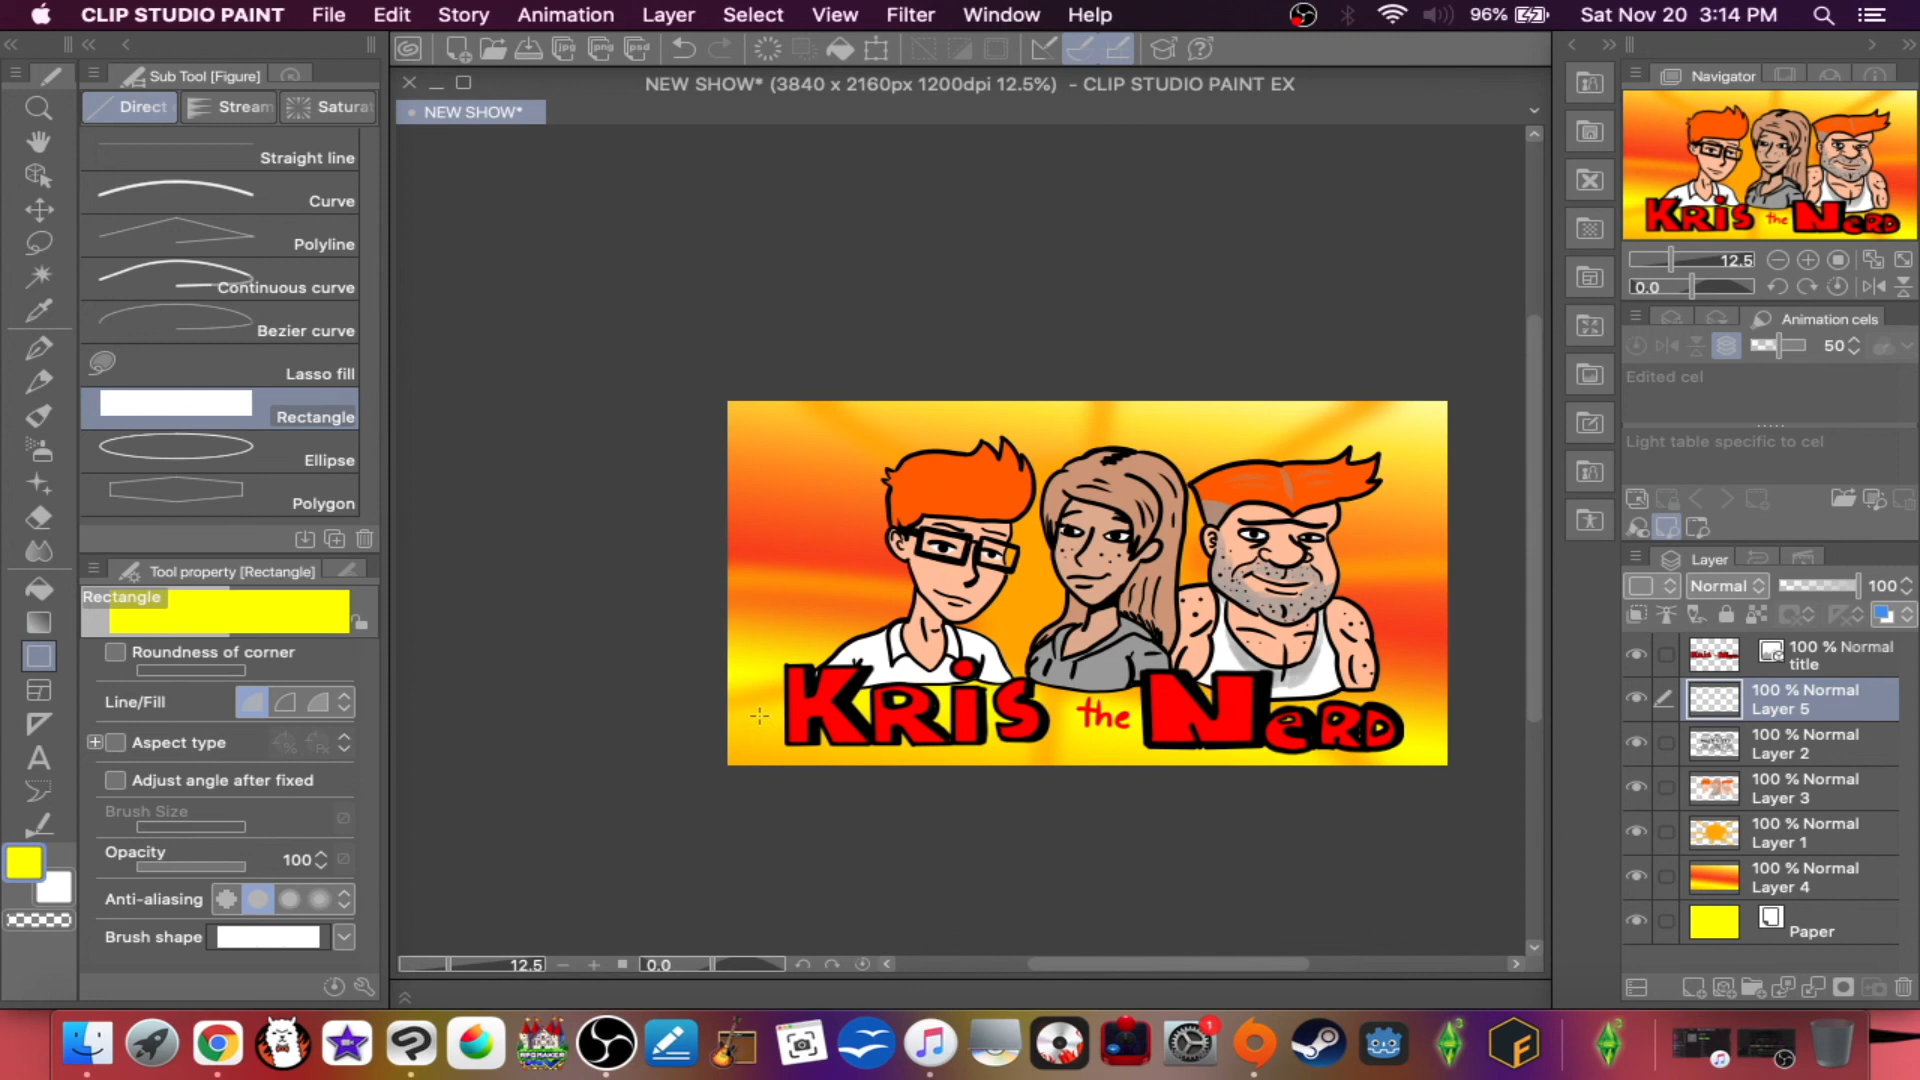 CLIP STUDIO PAINT File Edit Story Animation Layer Select View Filter Window Help 96% Sat Nov 20 3:14 PM
Sub Tool [Figure]
Direct Stream Saturat
Straight line
Curve
Polyline
Continuous curve
Bezier curve
Lasso fill
Rectangle
Ellipse
Polygon
Tool property [Rectangle]
Rectangle
Roundness of corner
Line/Fill
Aspect type
Adjust angle after fixed
Brush Size
Opacity 100
Anti-aliasing
Brush shape
jpg png psd
NEW SHOW* (3840 x 2160px 1200dpi 12.5%) - CLIP STUDIO PAINT EX
NEW SHOW*
KRiS the NeRD
12.5 0.0
Navigator
KRiS the NeRD
12.5
0.0
Animation cels
50
Edited cel
Light table specific to cel
Layer
Normal 100
100 % Normal
title
100 % Normal
Layer 5
100 % Normal
Layer 2
100 % Normal
Layer 3
100 % Normal
Layer 1
100 % Normal
Layer 4
Paper
RPGMAKER
1